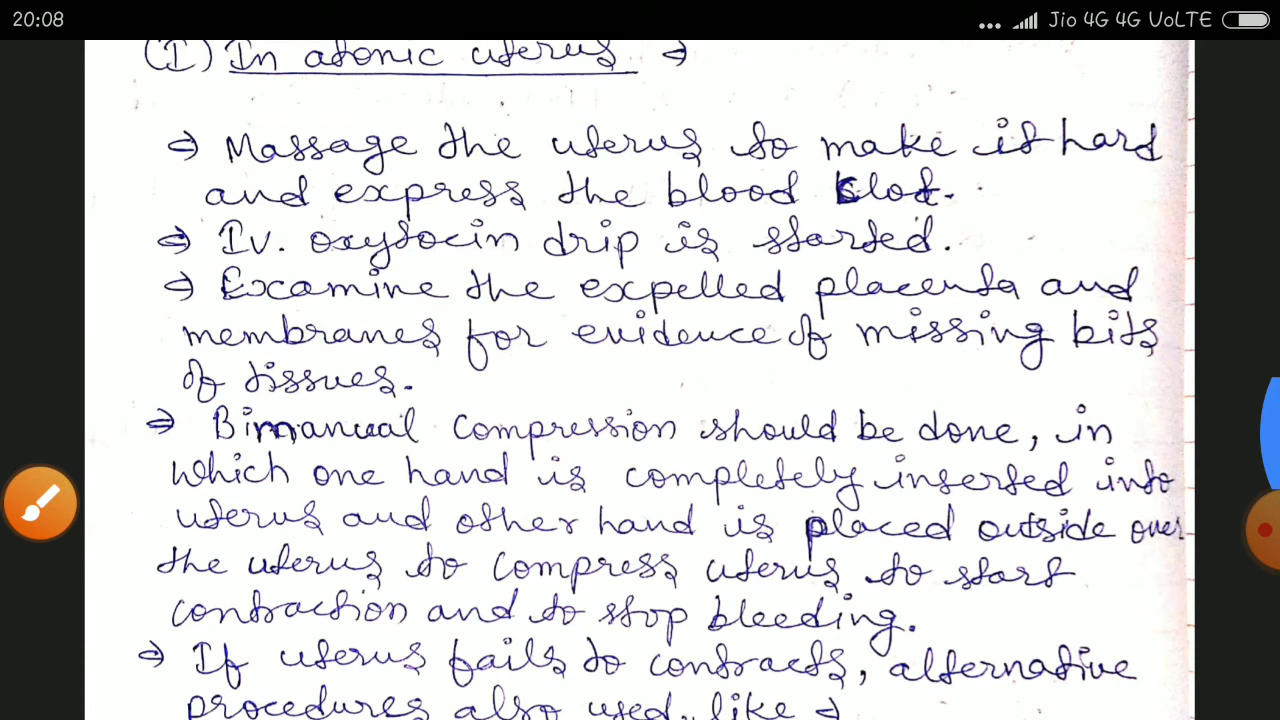 20:08
... Jio 4G 4G VoLTE
(I) In atonic uterus ⇒
⇒ Massage the uterus to make it hard
and express the blood clot.
⇒ Iv. oxytocin drip is started.
⇒ Examine the expelled placenta and
membranes for evidence of missing bits
of tissues.
⇒ Bimanual compression should be done, in
which one hand is completely inserted into
uterus and other hand is placed outside over
the uterus to compress uterus to start
contraction and to stop bleeding.
⇒ If uterus fails to contracts, alternative
procedures also used, like ⇒